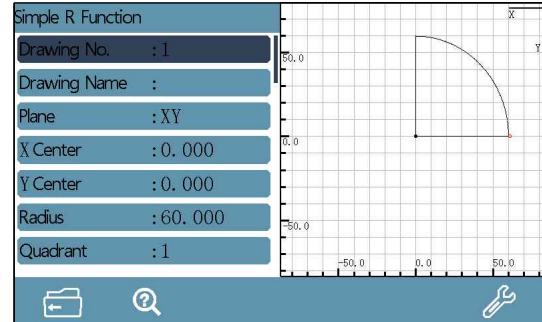 Simple R Function
Drawing No. :1
Drawing Name :
Plane :XY
X Center :0.000
Y Center :0.000
Radius :60.000
Quadrant :1
X
Y
50.0
0.0
-50.0
-50.0 0.0 50.0